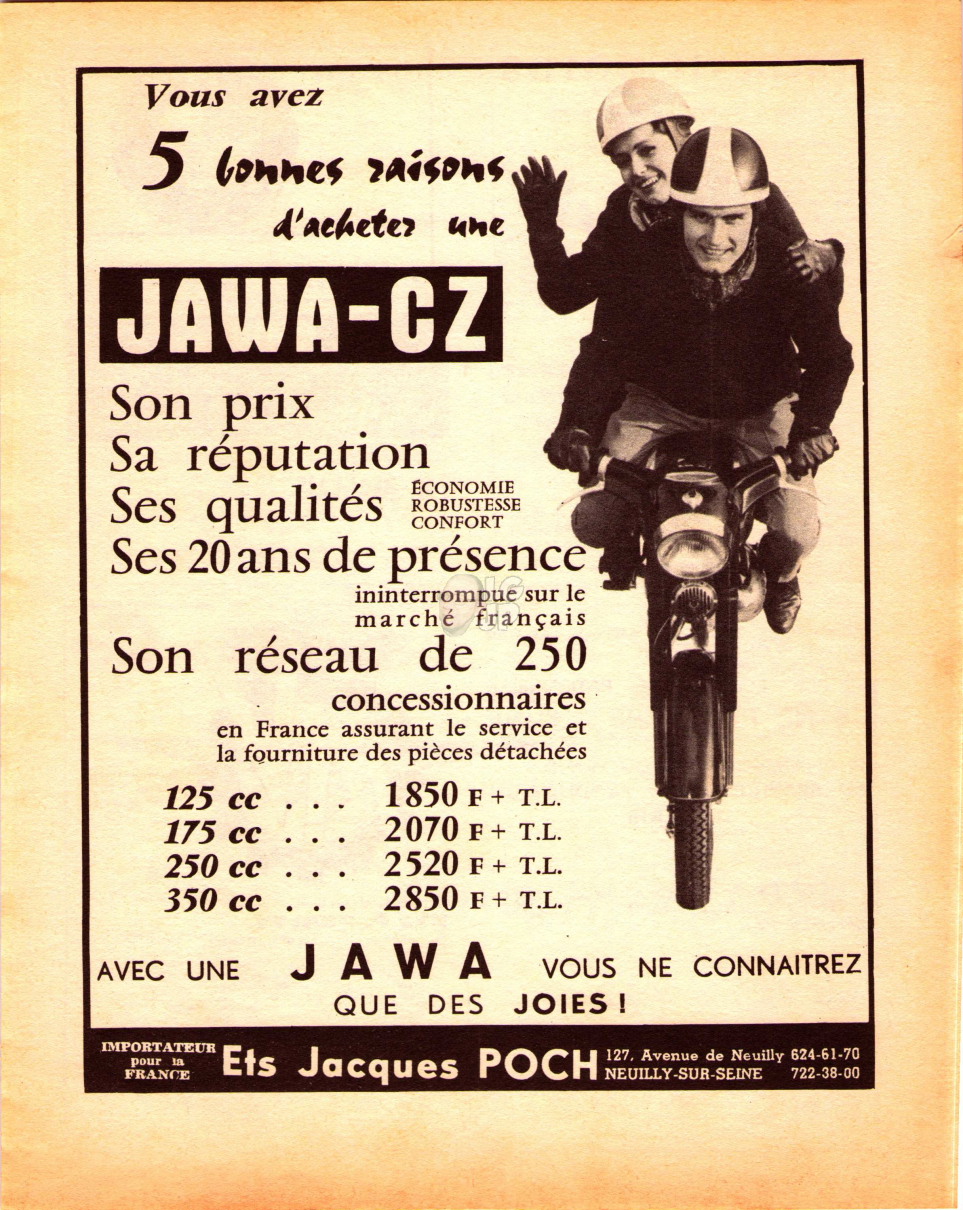 Vous avez
5 bonnes raisons
d'acheter une
JAWA-CZ
Son prix
Sa réputation
Ses qualités ÉCONOMIE
ROBUSTESSE
CONFORT
Ses 20 ans de présence
ininterrompue sur le
marché français
Son réseau de 250
concessionnaires
en France assurant le service et
la fourniture des pièces détachées
125 cc . . . 1850 F + T.L.
175 cc . . . 2070 F + T.L.
250 cc . . . 2520 F + T.L.
350 cc . . . 2850 F + T.L.
AVEC UNE JAWA VOUS NE CONNAITREZ
QUE DES JOIES !
IMPORTATEUR
pour la
FRANCE
Ets Jacques POCH
127, Avenue de Neuilly 624-61-70
NEUILLY-SUR-SEINE 722-38-00